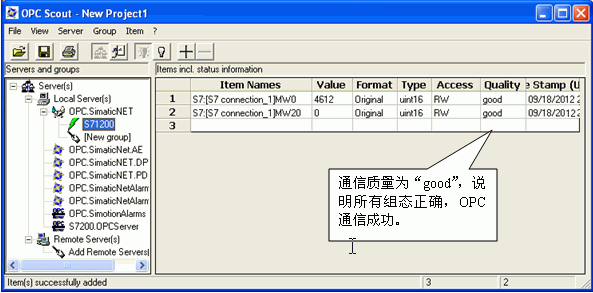 OPC Scout - New Project1
File View Server Group Item ?
Servers and groups
Items incl. status information
Server(s)
Local Server(s)
OPC.SimaticNET
S71200
[New group]
OPC.SimaticNet.AE
OPC.SimaticNET.DP
OPC.SimaticNET.PD
OPC.SimaticNetAlarm
OPC.SimaticNetAlarm
OPC.SimotionAlarms
S7200.OPCServer
Remote Server(s)
Add Remote Servers(
Item Names Value Format Type Access Quality e Stamp (U
1 S7:[S7 connection_1]MW0 4612 Original uint16 RW good 09/18/2012 2
2 S7:[S7 connection_1]MW20 0 Original uint16 RW good 09/18/2012 2
3
通信质量为“good”，说
明所有组态正确，OPC
通信成功。
Item(s) successfully added 3 2